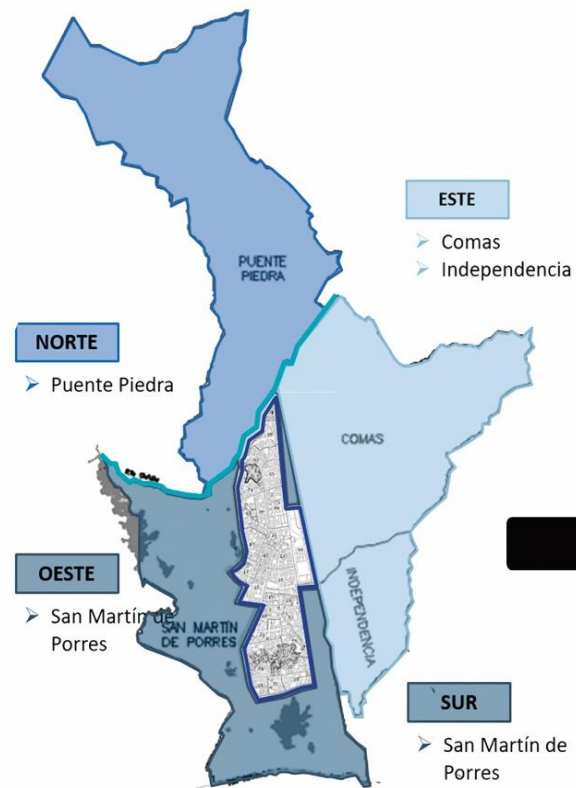 ESTE
Comas
Independencia
PUENTE
PIEDRA
NORTE
Puente Piedra
COMAS
OESTE
San Martín de
Porres
SAN MARTÍN
DE PORRES
INDEPENDENCIA
SUR
San Martín de
Porres